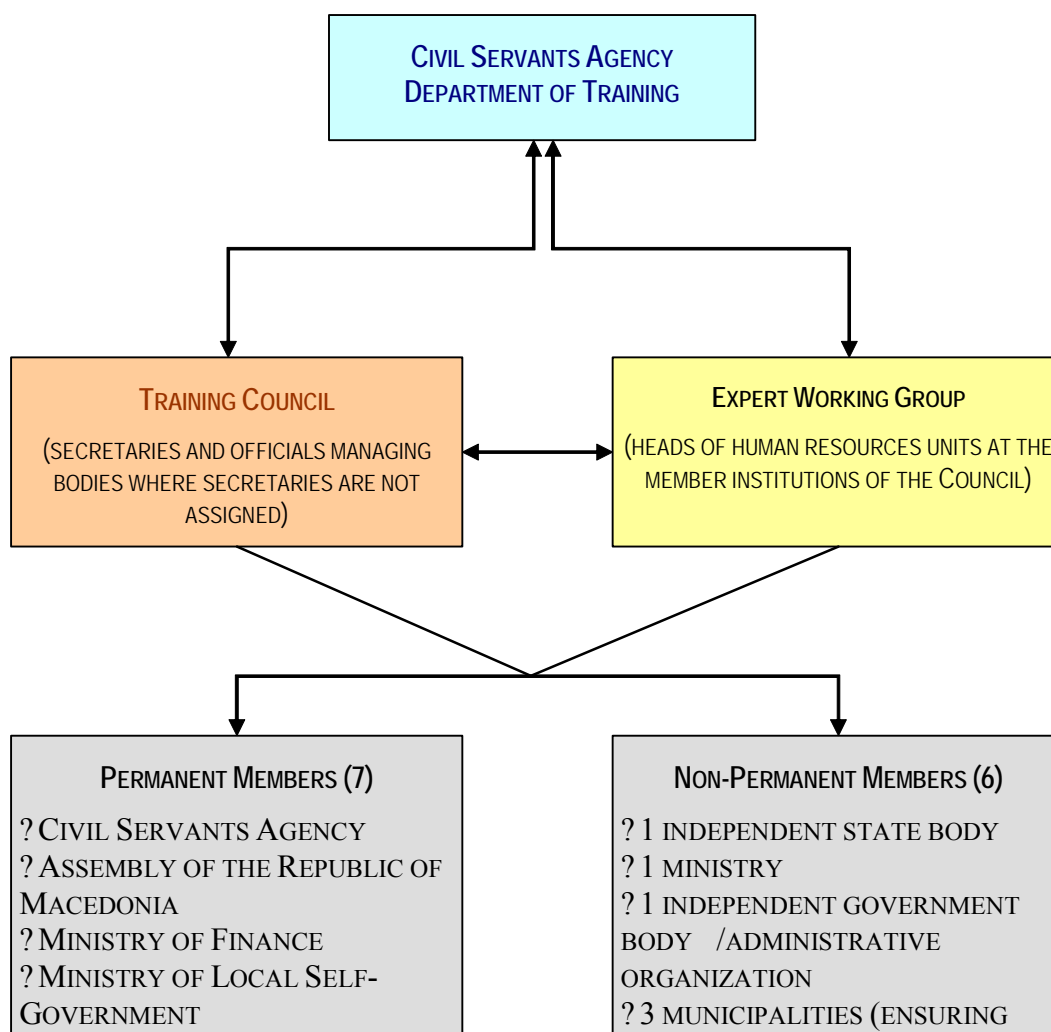 CIVIL SERVANTS AGENCY
DEPARTMENT OF TRAINING
TRAINING COUNCIL
(SECRETARIES AND OFFICIALS MANAGING
BODIES WHERE SECRETARIES ARE NOT
ASSIGNED)
EXPERT WORKING GROUP
(HEADS OF HUMAN RESOURCES UNITS AT THE
MEMBER INSTITUTIONS OF THE COUNCIL)
PERMANENT MEMBERS (7)
? CIVIL SERVANTS AGENCY
? ASSEMBLY OF THE REPUBLIC OF
MACEDONIA
? MINISTRY OF FINANCE
? MINISTRY OF LOCAL SELF-
GOVERNMENT
NON-PERMANENT MEMBERS (6)
? 1 INDEPENDENT STATE BODY
? 1 MINISTRY
? 1 INDEPENDENT GOVERNMENT
BODY /ADMINISTRATIVE
ORGANIZATION
? 3 MUNICIPALITIES (ENSURING